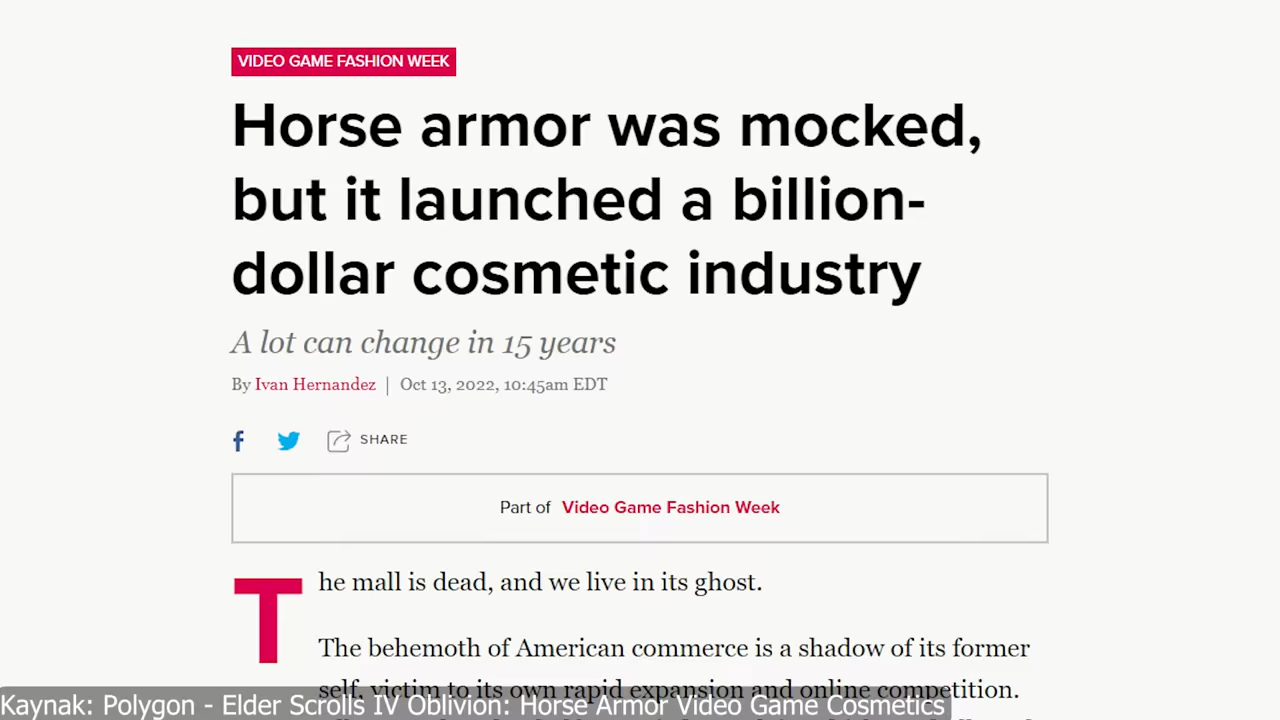 VIDEO GAME FASHION WEEK
Horse armor was mocked,
but it launched a billion-
dollar cosmetic industry
A lot can change in 15 years
By Ivan Hernandez | Oct 13, 2022, 10:45am EDT
SHARE
Part of Video Game Fashion Week
The mall is dead, and we live in its ghost.
The behemoth of American commerce is a shadow of its former
self, victim to its own rapid expansion and online competition.
Kaynak: Polygon - Elder Scrolls IV Oblivion: Horse Armor Video Game Cosmetics